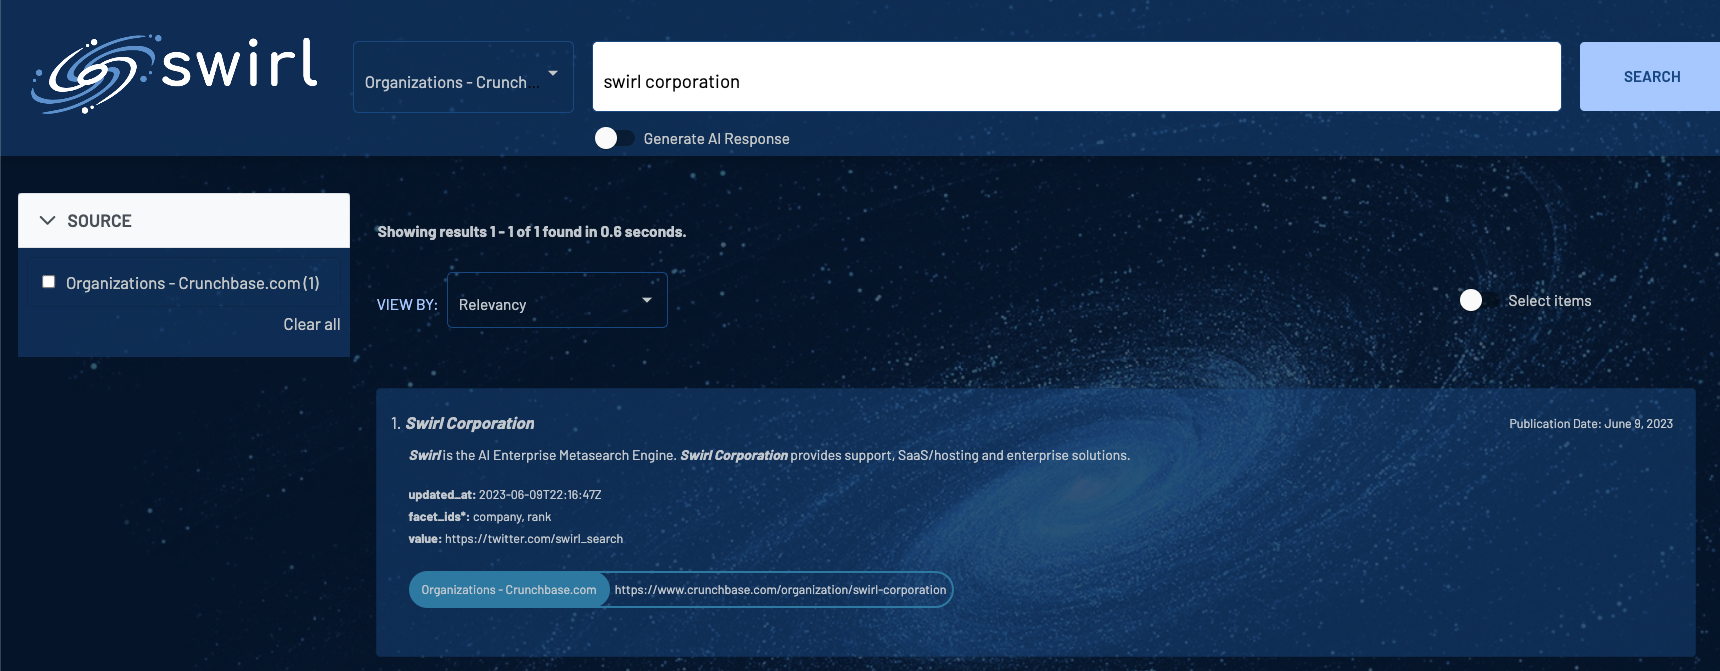 swirl
Organizations - Crunch...
swirl corporation
SEARCH
Generate AI Response
SOURCE
Organizations - Crunchbase.com (1)
Clear all
Showing results 1 - 1 of 1 found in 0.6 seconds.
VIEW BY: Relevancy
Select items
1. Swirl Corporation
Publication Date: June 9, 2023
Swirl is the AI Enterprise Metasearch Engine. Swirl Corporation provides support, SaaS/hosting and enterprise solutions.
updated_at: 2023-06-09T22:16:47Z
facet_ids*: company, rank
value: https://twitter.com/swirl_search
Organizations - Crunchbase.com https://www.crunchbase.com/organization/swirl-corporation